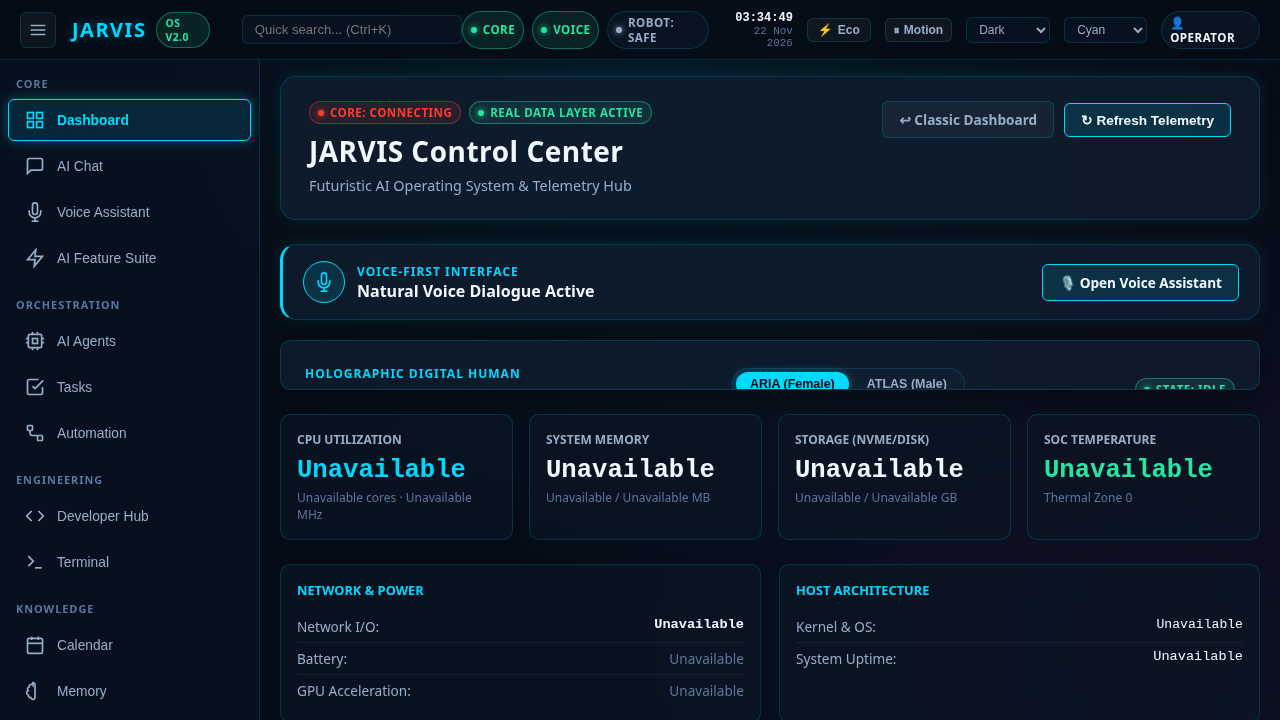 JARVIS
OS
V2.0
Quick search... (Ctrl+K)
CORE
VOICE
ROBOT:
SAFE
03:34:49
22 Nov
2026
⚡ Eco
Motion
Dark
Cyan
OPERATOR
CORE
Dashboard
AI Chat
Voice Assistant
AI Feature Suite
ORCHESTRATION
AI Agents
Tasks
Automation
ENGINEERING
Developer Hub
Terminal
KNOWLEDGE
Calendar
Memory
CORE: CONNECTING
REAL DATA LAYER ACTIVE
JARVIS Control Center
Futuristic AI Operating System & Telemetry Hub
↩ Classic Dashboard
↻ Refresh Telemetry
VOICE-FIRST INTERFACE
Natural Voice Dialogue Active
🎙️ Open Voice Assistant
HOLOGRAPHIC DIGITAL HUMAN
ARIA (Female)
ATLAS (Male)
STATE: IDLE
CPU UTILIZATION
Unavailable
Unavailable cores · Unavailable
MHz
SYSTEM MEMORY
Unavailable
Unavailable / Unavailable MB
STORAGE (NVME/DISK)
Unavailable
Unavailable / Unavailable GB
SOC TEMPERATURE
Unavailable
Thermal Zone 0
NETWORK & POWER
Network I/O: Unavailable
Battery: Unavailable
GPU Acceleration: Unavailable
HOST ARCHITECTURE
Kernel & OS: Unavailable
System Uptime: Unavailable